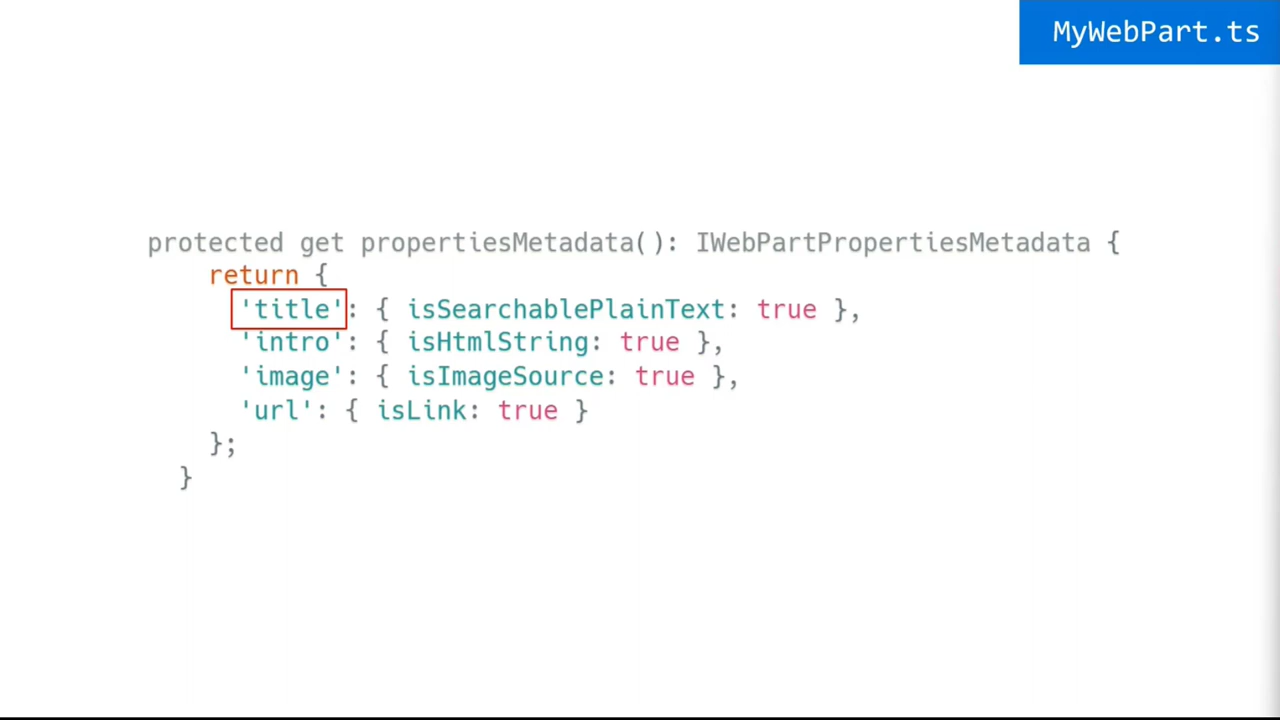 MyWebPart.ts
protected get propertiesMetadata(): IWebPartPropertiesMetadata {
return {
'title': { isSearchablePlainText: true },
'intro': { isHtmlString: true },
'image': { isImageSource: true },
'url': { isLink: true }
};
}